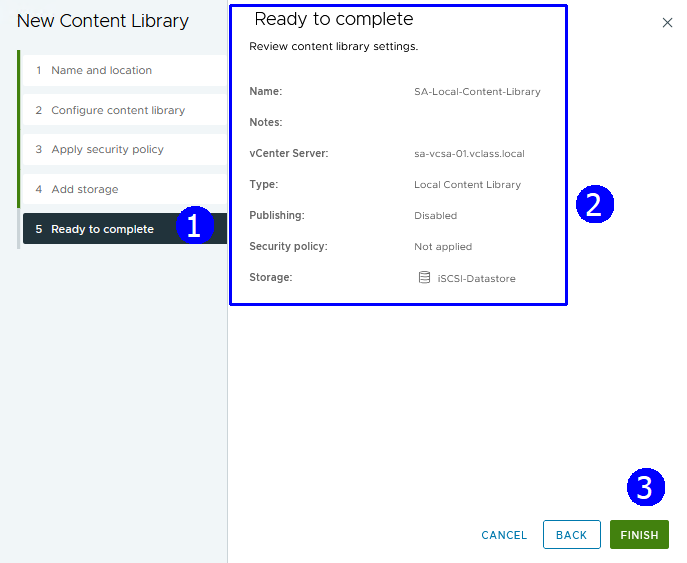 New Content Library
1 Name and location
2 Configure content library
3 Apply security policy
4 Add storage
5 Ready to complete
1
Ready to complete
Review content library settings.
Name: SA-Local-Content-Library
Notes:
vCenter Server: sa-vcsa-01.vclass.local
Type: Local Content Library
Publishing: Disabled
Security policy: Not applied
Storage: iSCSI-Datastore
2
3
CANCEL BACK FINISH